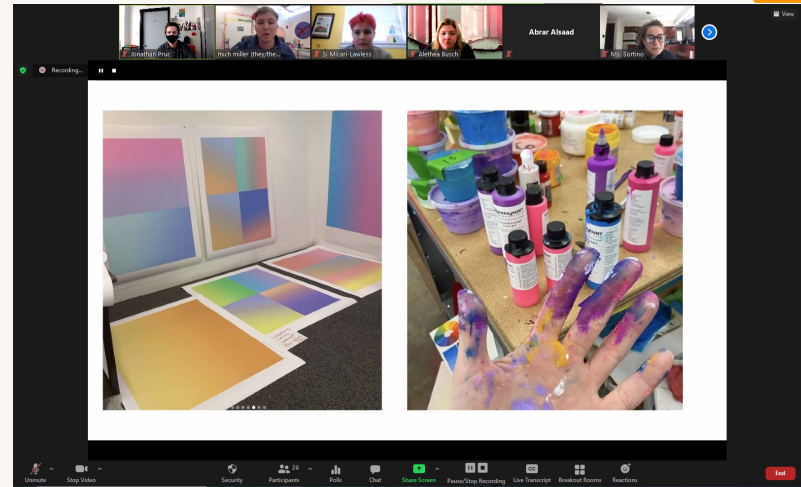 View
Jonathan Pruc
mich miller (they/the...
Si Micari-Lawless
Alethea Busch
Abrar Alsaad
Ms. Sortino
Recording...
Unmute
Stop Video
Security
26
Participants
Polls
Chat
Share Screen
Pause/Stop Recording
CC
Live Transcript
Breakout Rooms
Reactions
End